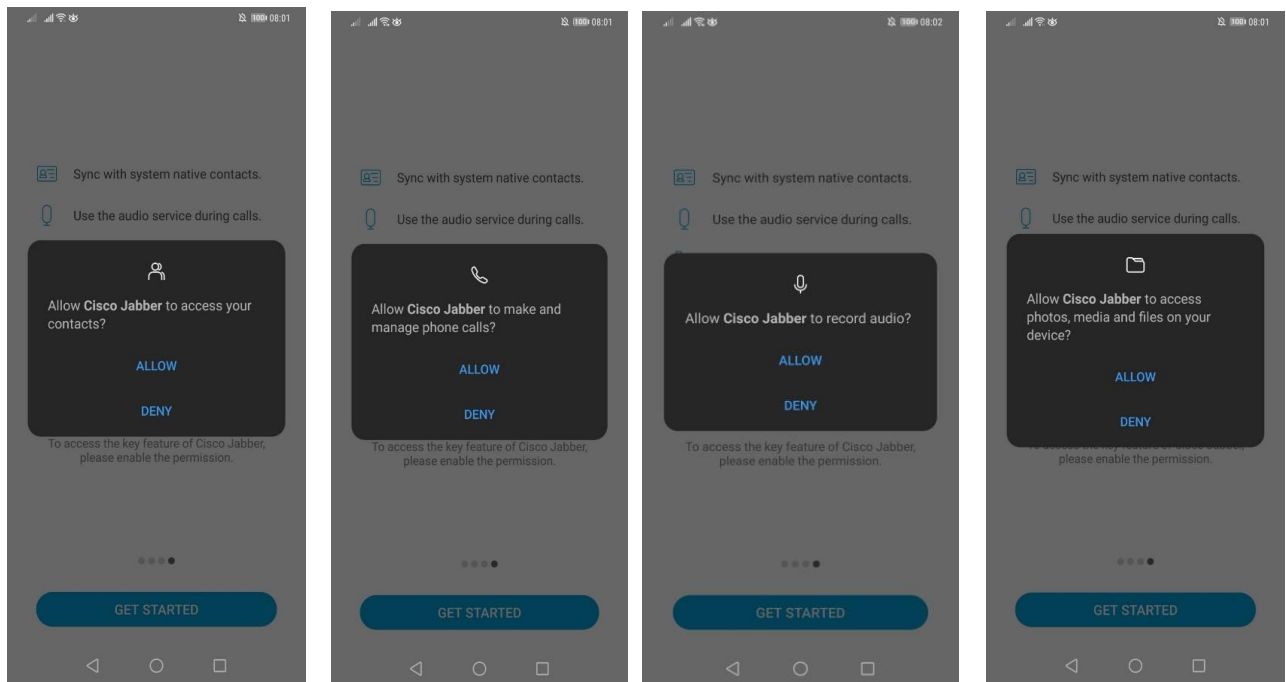 100 08:01
Sync with system native contacts.
Use the audio service during calls.
Allow Cisco Jabber to access your
contacts?
ALLOW
DENY
To access the key feature of Cisco Jabber,
please enable the permission.
GET STARTED
100 08:01
Sync with system native contacts.
Use the audio service during calls.
Allow Cisco Jabber to make and
manage phone calls?
ALLOW
DENY
To access the key feature of Cisco Jabber,
please enable the permission.
GET STARTED
100 08:02
Sync with system native contacts.
Use the audio service during calls.
Allow Cisco Jabber to record audio?
ALLOW
DENY
To access the key feature of Cisco Jabber,
please enable the permission.
GET STARTED
100 08:01
Sync with system native contacts.
Use the audio service during calls.
Allow Cisco Jabber to access
photos, media and files on your
device?
ALLOW
DENY
please enable the permission.
GET STARTED